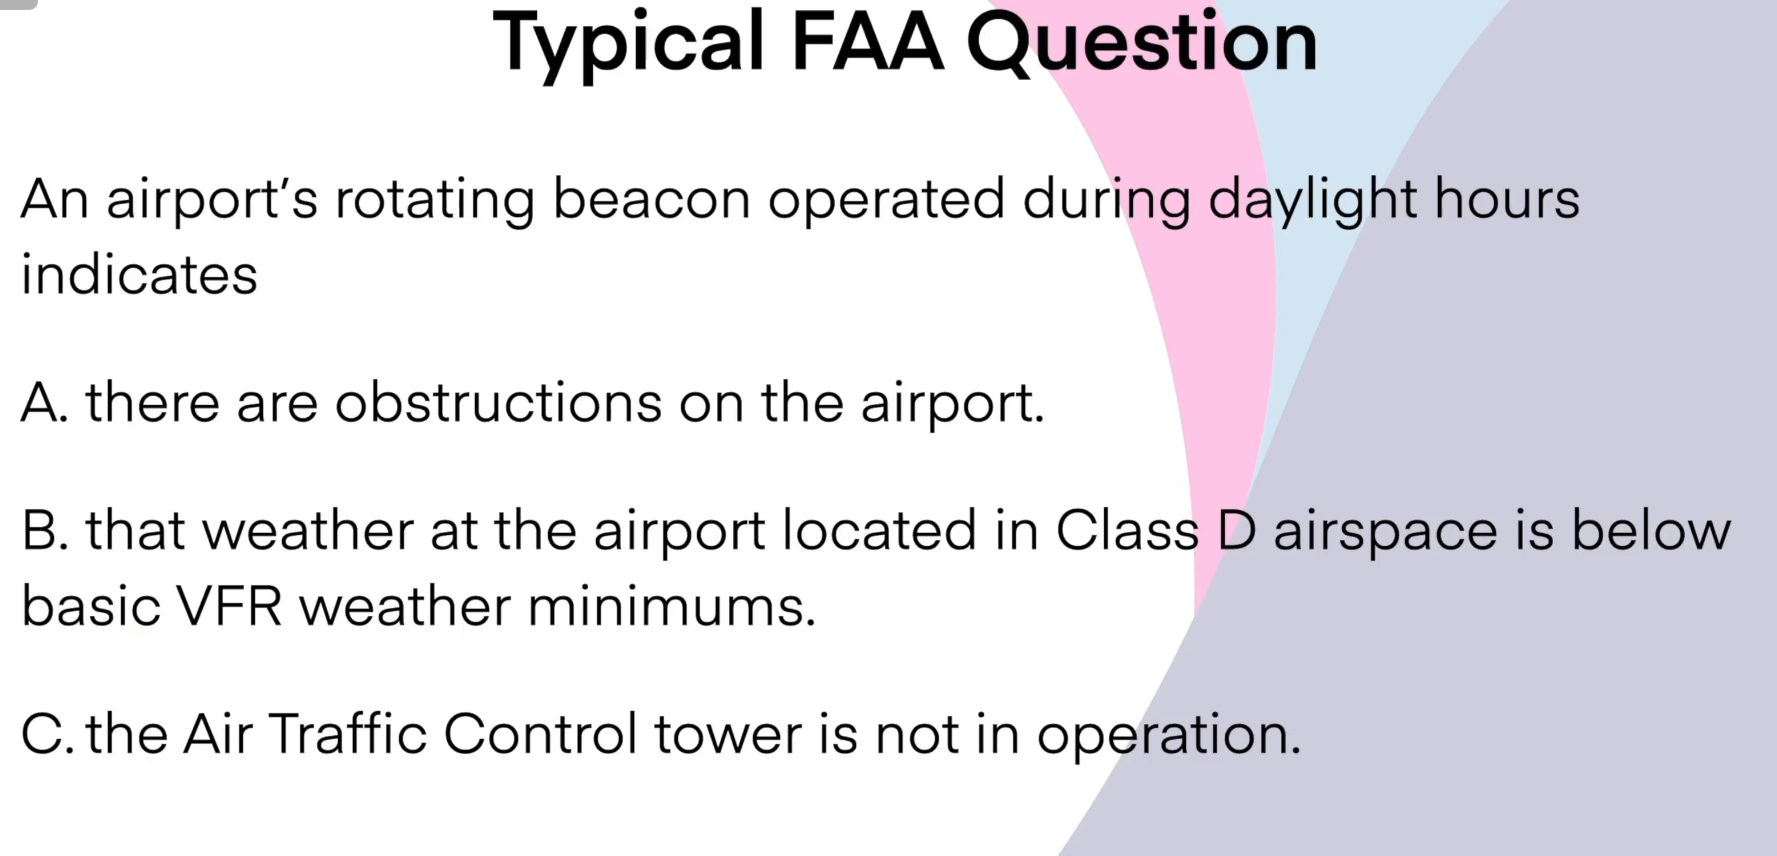 Typical FAA Question
An airport’s rotating beacon operated during daylight hours
indicates
A. there are obstructions on the airport.
B. that weather at the airport located in Class D airspace is below
basic VFR weather minimums.
C. the Air Traffic Control tower is not in operation.